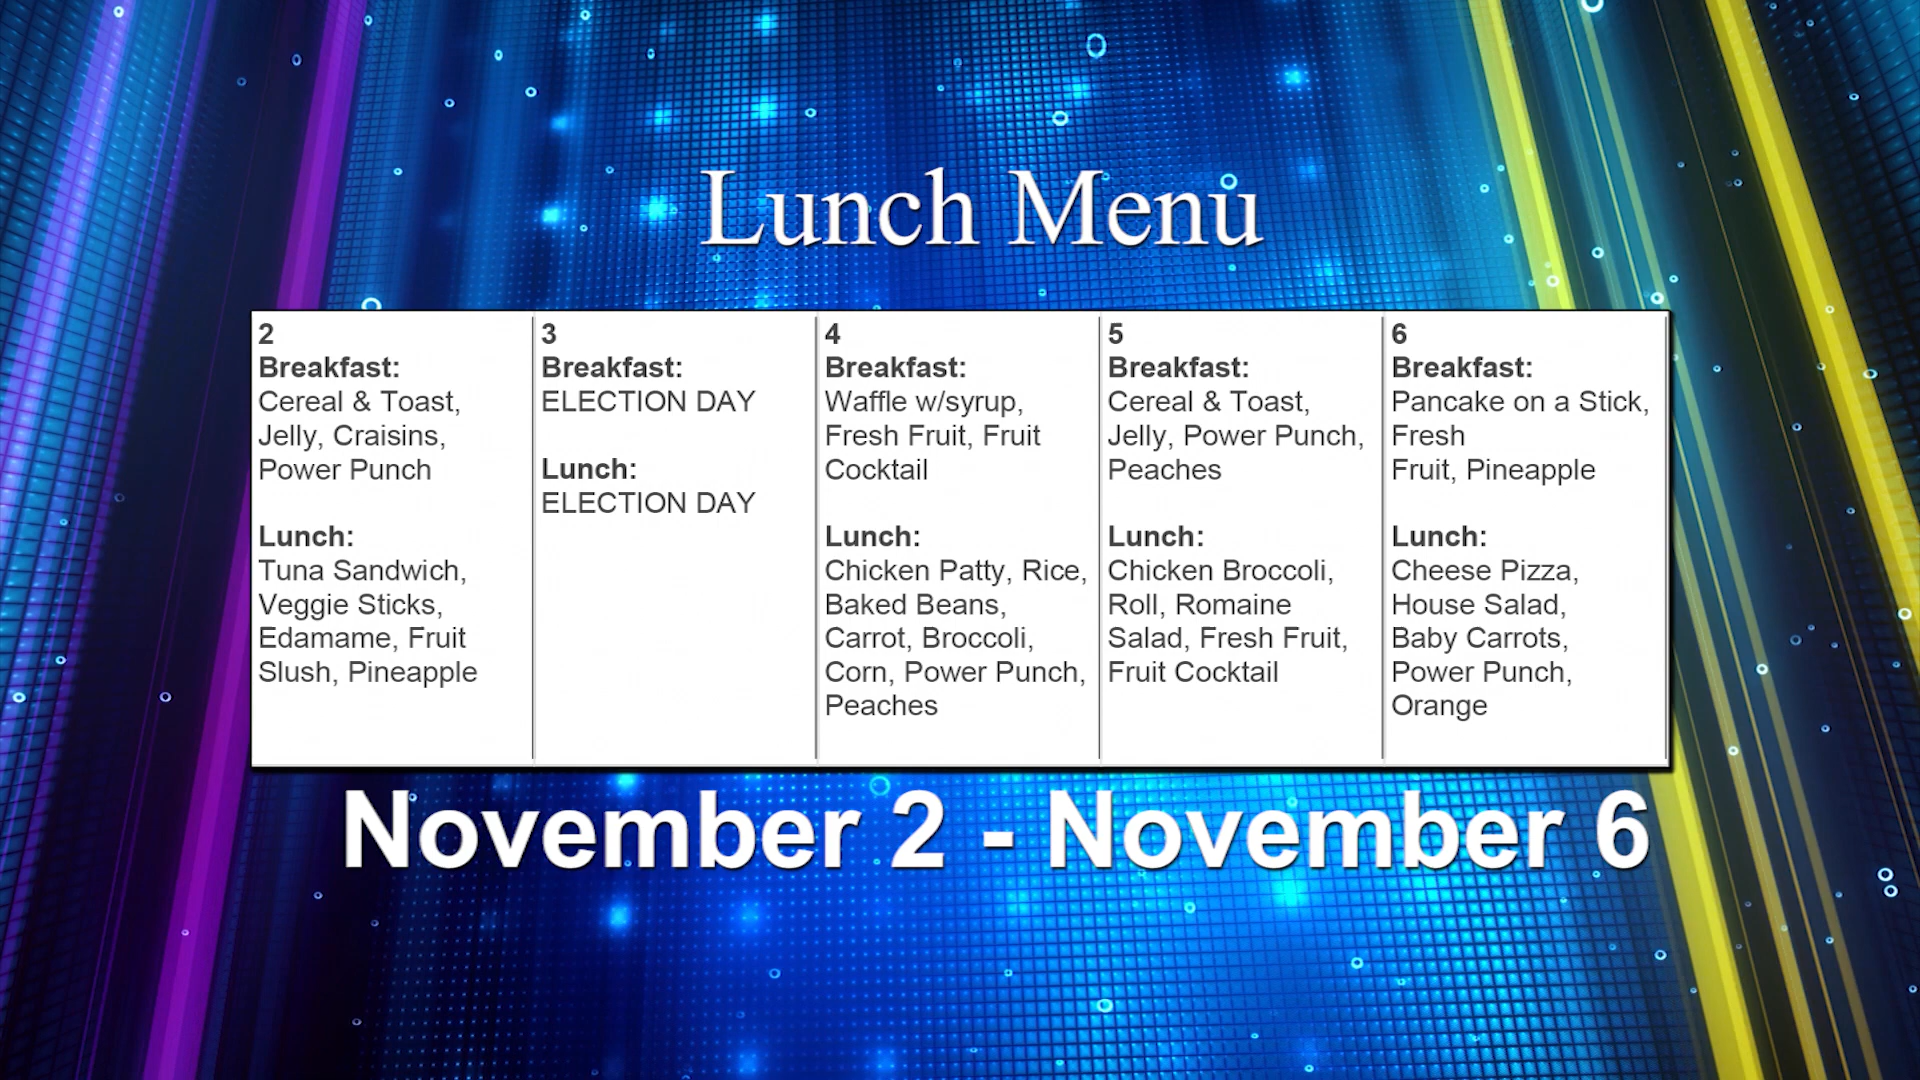 Lunch Menu
2
Breakfast:
Cereal & Toast,
Jelly, Craisins,
Power Punch
Lunch:
Tuna Sandwich,
Veggie Sticks,
Edamame, Fruit
Slush, Pineapple
3
Breakfast:
ELECTION DAY
Lunch:
ELECTION DAY
4
Breakfast:
Waffle w/syrup,
Fresh Fruit, Fruit
Cocktail
Lunch:
Chicken Patty, Rice,
Baked Beans,
Carrot, Broccoli,
Corn, Power Punch,
Peaches
5
Breakfast:
Cereal & Toast,
Jelly, Power Punch,
Peaches
Lunch:
Chicken Broccoli,
Roll, Romaine
Salad, Fresh Fruit,
Fruit Cocktail
6
Breakfast:
Pancake on a Stick,
Fresh
Fruit, Pineapple
Lunch:
Cheese Pizza,
House Salad,
Baby Carrots,
Power Punch,
Orange
November 2 - November 6